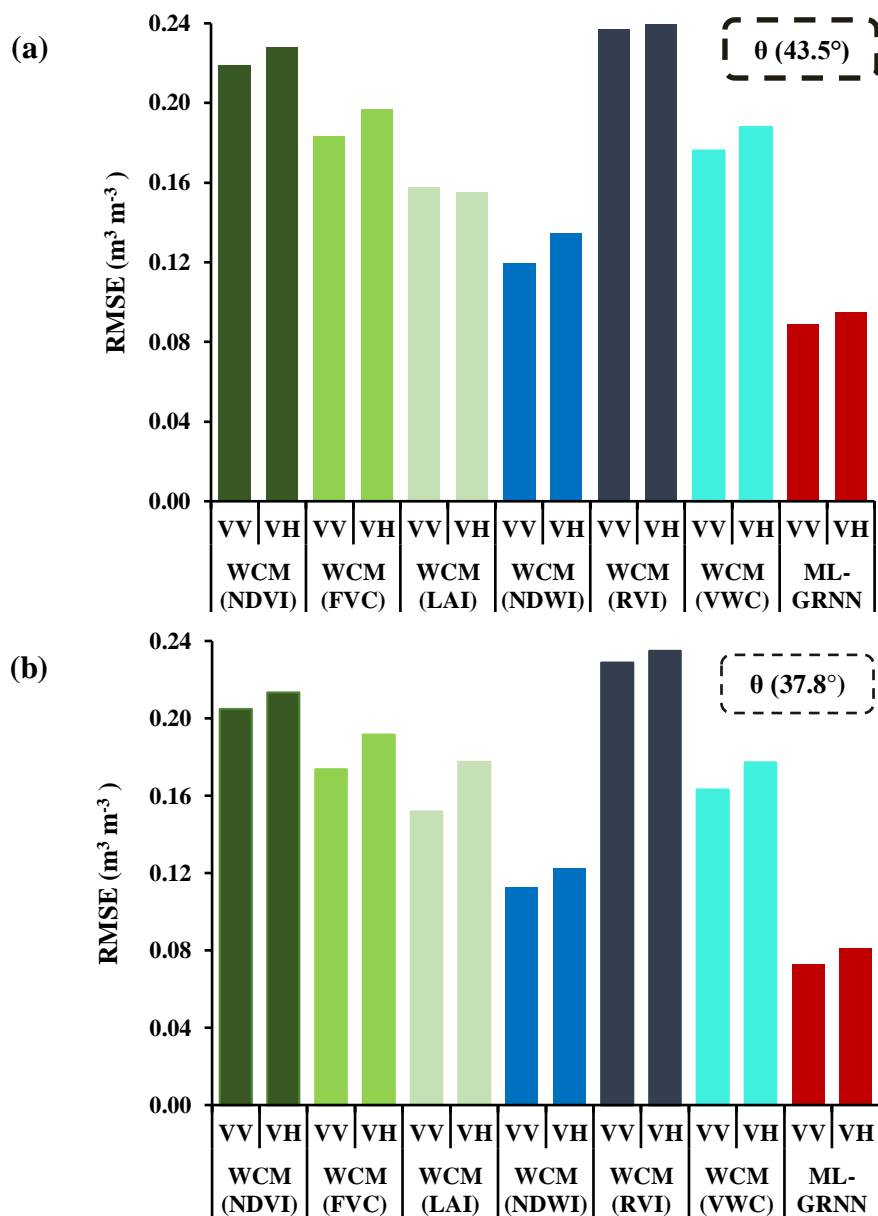 (a)
θ (43.5°)
RMSE (m³ m⁻³ )
0.24
0.20
0.16
0.12
0.08
0.04
0.00
VV VH VV VH VV VH VV VH VV VH VV VH VV VH
WCM WCM WCM WCM WCM WCM ML-
(NDVI) (FVC) (LAI) (NDWI) (RVI) (VWC) GRNN
(b)
θ (37.8°)
RMSE (m³ m⁻³ )
0.24
0.20
0.16
0.12
0.08
0.04
0.00
VV VH VV VH VV VH VV VH VV VH VV VH VV VH
WCM WCM WCM WCM WCM WCM ML-
(NDVI) (FVC) (LAI) (NDWI) (RVI) (VWC) GRNN